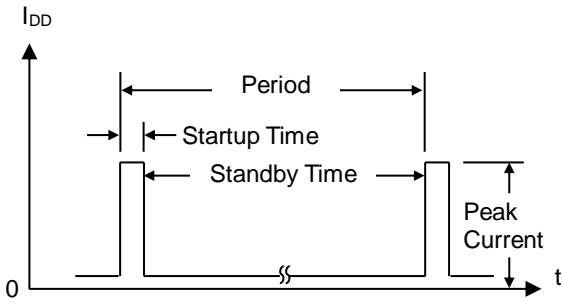 IDD
Period
Startup Time
Standby Time
Peak
Current
0
t